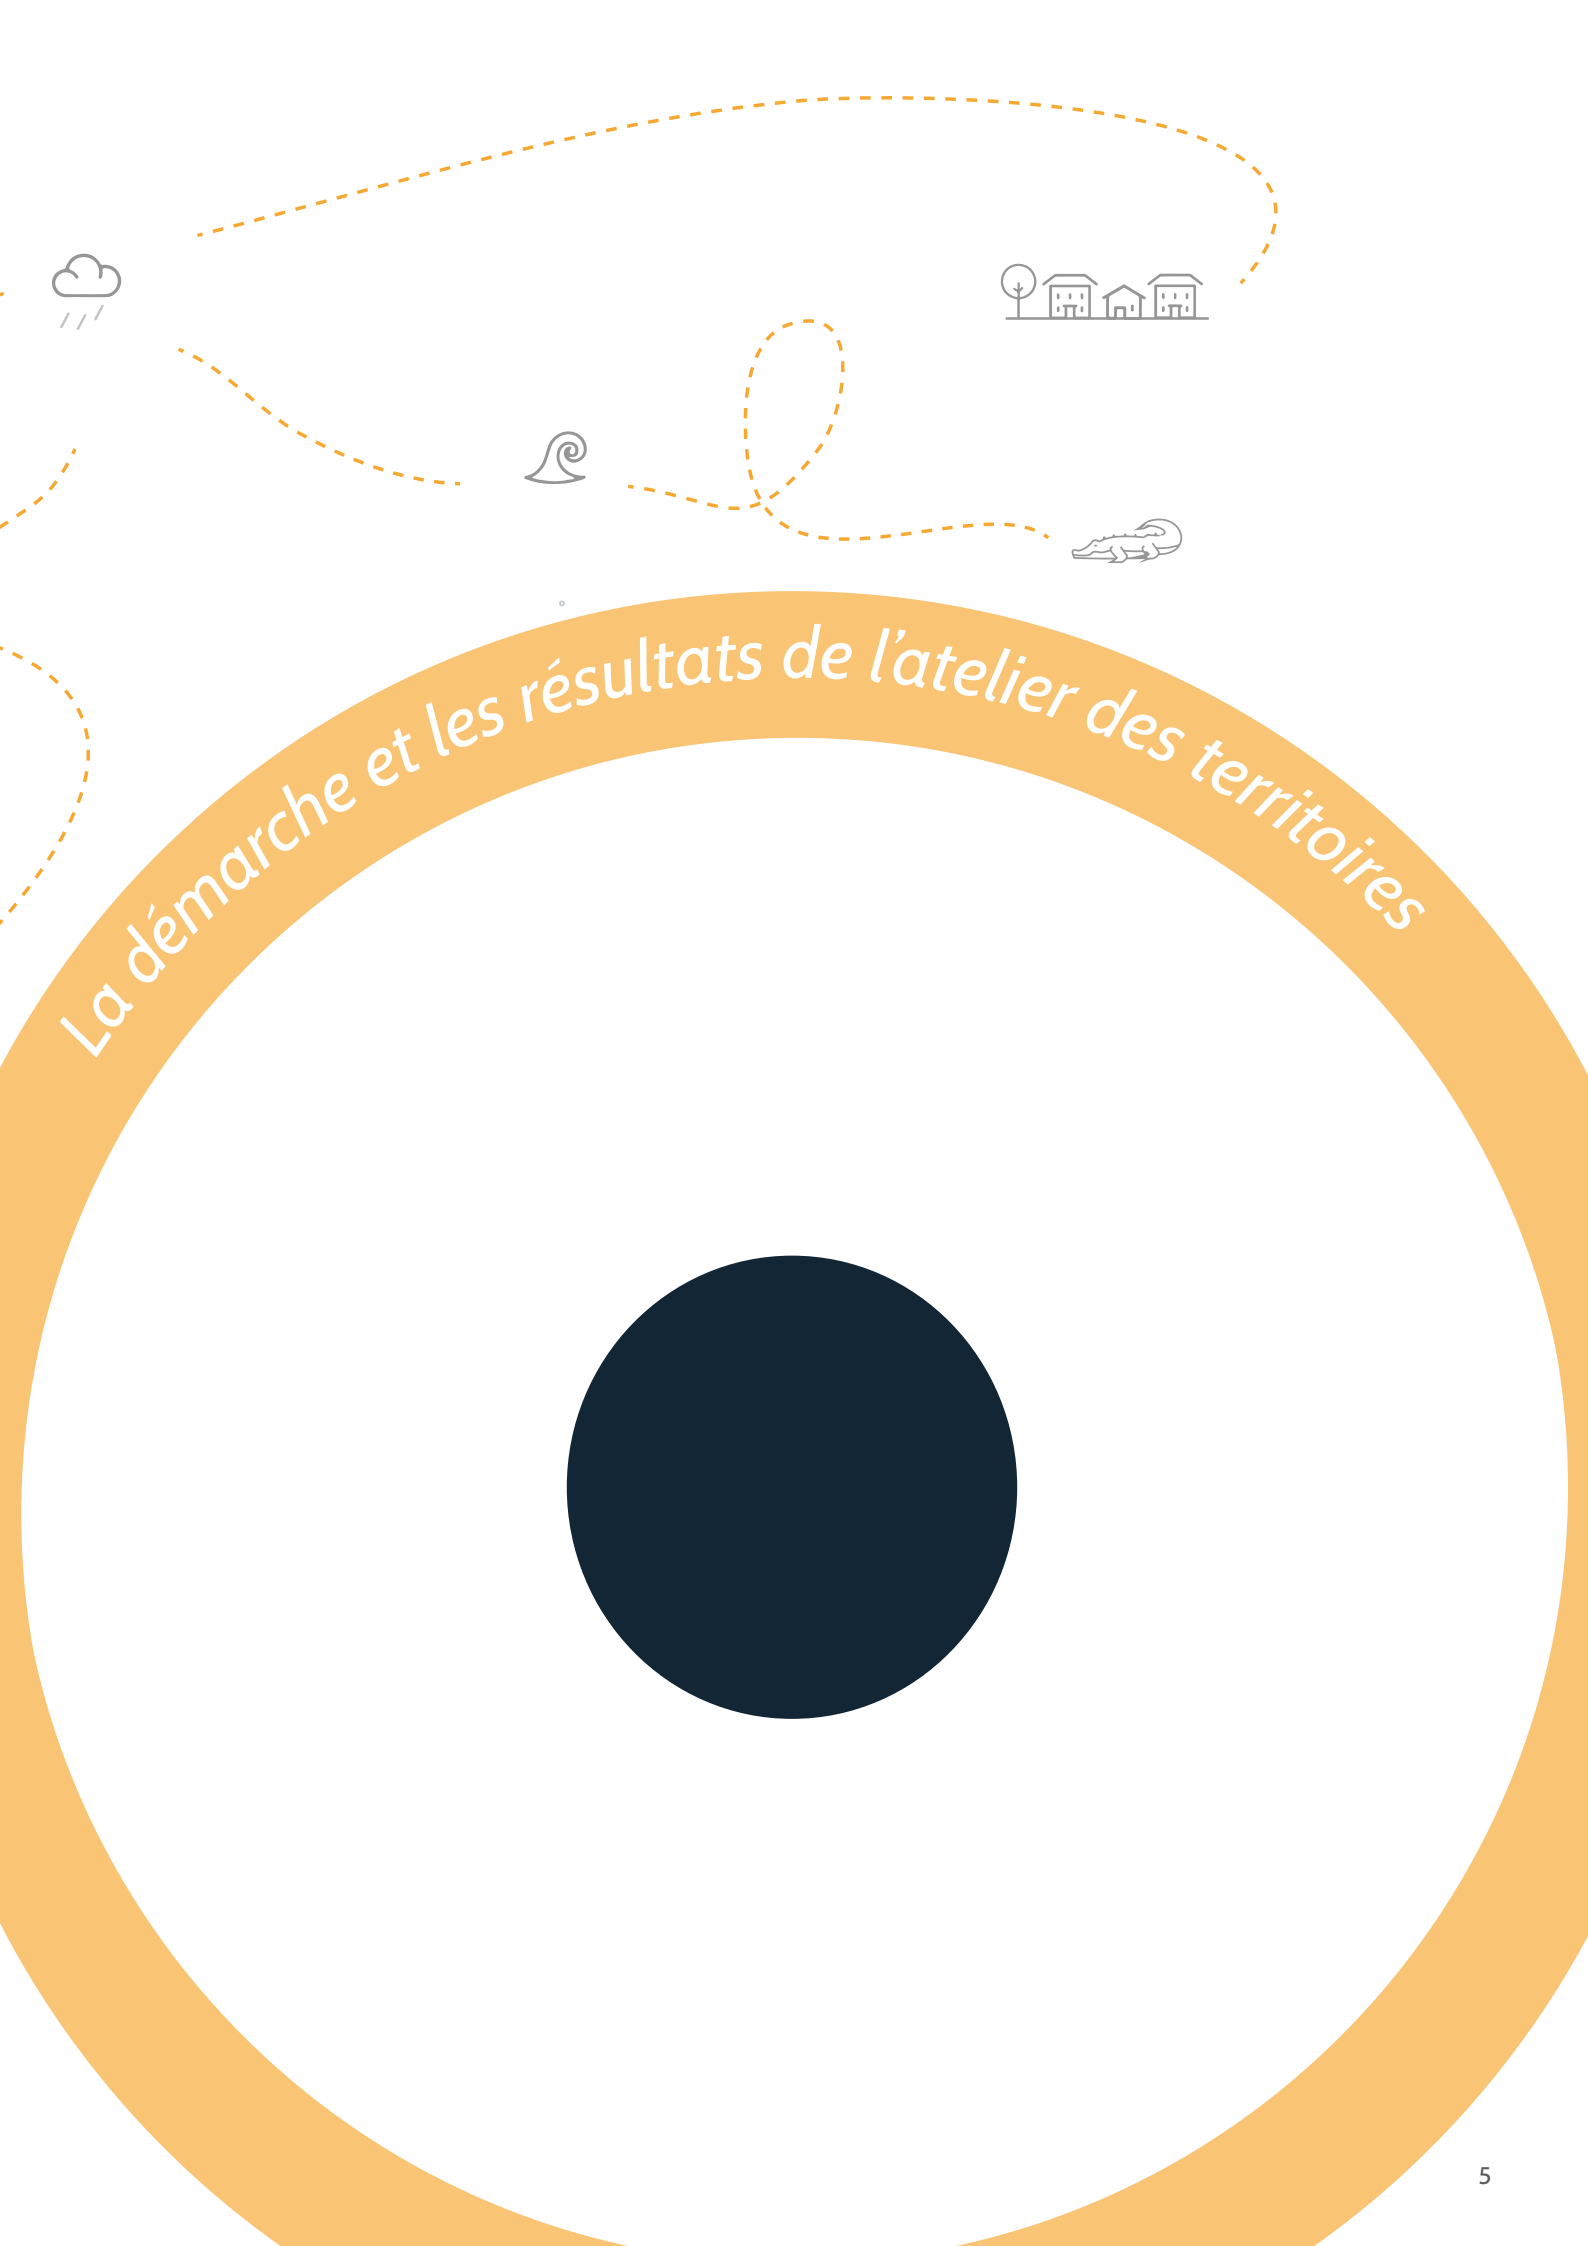 La démarche et les résultats de l’atelier des territoires
5